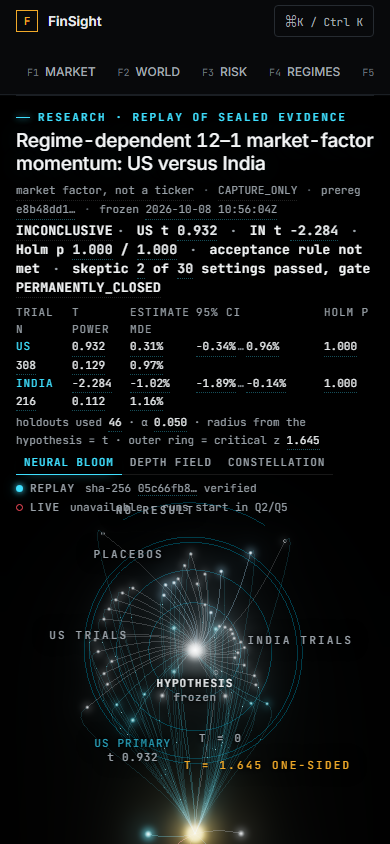 F FinSight ⌘K / Ctrl K
F1 MARKET F2 WORLD F3 RISK F4 REGIMES F5
RESEARCH · REPLAY OF SEALED EVIDENCE
Regime-dependent 12–1 market-factor
momentum: US versus India
market factor, not a ticker · CAPTURE_ONLY · prereg
e8b48dd1… · frozen 2026-10-08 10:56:04Z
INCONCLUSIVE · US t 0.932 · IN t -2.284 ·
Holm p 1.000 / 1.000 · acceptance rule not
met · skeptic 2 of 30 settings passed, gate
PERMANENTLY_CLOSED
TRIAL T ESTIMATE 95% CI HOLM P
N POWER MDE
US 0.932 0.31% -0.34%…0.96% 1.000
308 0.129 0.97%
INDIA -2.284 -1.02% -1.89%…-0.14% 1.000
216 0.112 1.16%
holdouts used 46 · α 0.050 · radius from the
hypothesis = t · outer ring = critical z 1.645
NEURAL BLOOM DEPTH FIELD CONSTELLATION
REPLAY sha-256 05c66fb8… verified
LIVE unavailable · runs start in Q2/Q5
NO RESULT
PLACEBOS
US TRIALS
INDIA TRIALS
HYPOTHESIS
frozen
T = 0
US PRIMARY
t 0.932
T = 1.645 ONE-SIDED